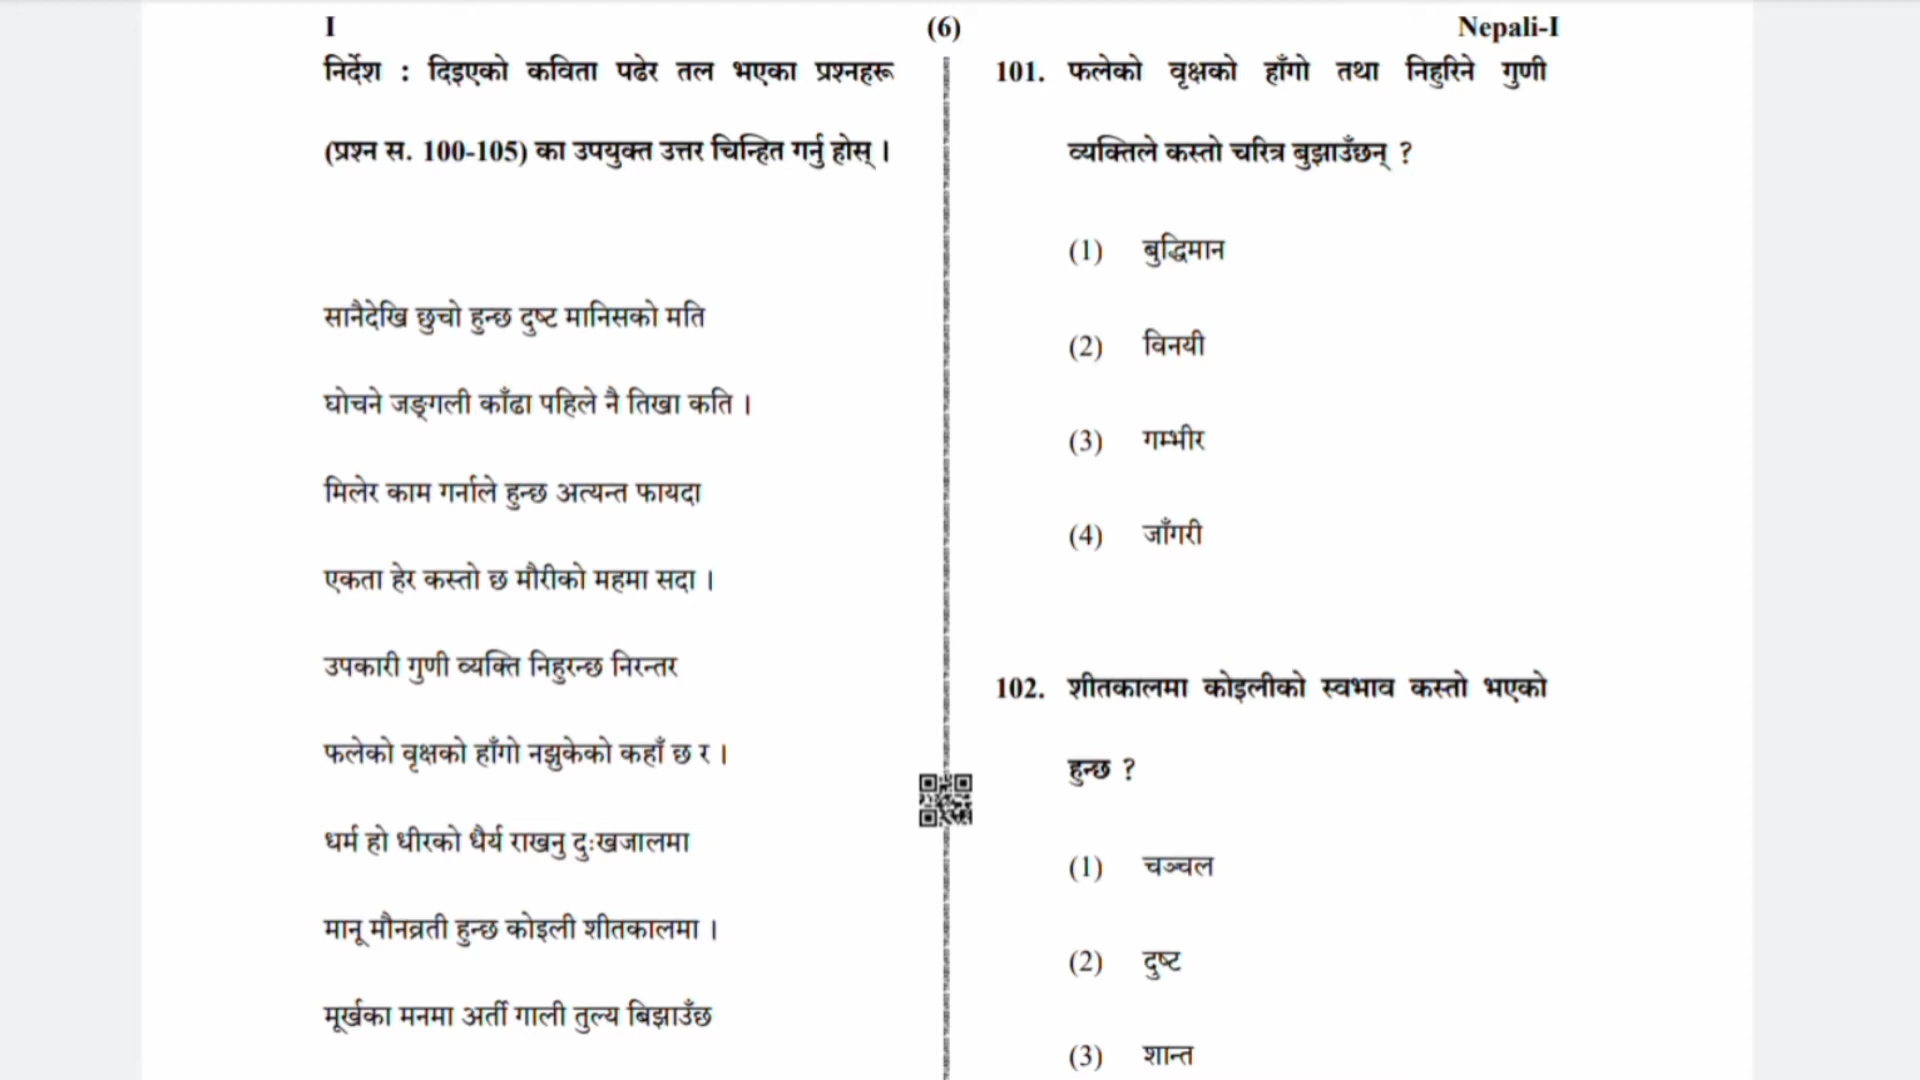 I
(6)
Nepali-I
निर्देश : दिइएको कविता पढेर तल भएका प्रश्नहरू
(प्रश्न स. 100-105) का उपयुक्त उत्तर चिन्हित गर्नु होस् ।
सानैदेखि छुचो हुन्छ दुष्ट मानिसको मति
घोचने जङ्गली काँढा पहिले नै तिखा कति ।
मिलेर काम गर्नाले हुन्छ अत्यन्त फायदा
एकता हेर कस्तो छ मौरीको महमा सदा ।
उपकारी गुणी व्यक्ति निहुरन्छ निरन्तर
फलेको वृक्षको हाँगो नझुकेको कहाँ छ र ।
धर्म हो धीरको धैर्य राखनु दुःखजालमा
मानू मौनव्रती हुन्छ कोइली शीतकालमा ।
मूर्खका मनमा अर्ती गाली तुल्य बिझाउँछ
101. फलेको वृक्षको हाँगो तथा निहुरिने गुणी
व्यक्तिले कस्तो चरित्र बुझाउँछन् ?
(1) बुद्धिमान
(2) विनयी
(3) गम्भीर
(4) जाँगरी
102. शीतकालमा कोइलीको स्वभाव कस्तो भएको
हुन्छ ?
(1) चञ्चल
(2) दुष्ट
(3) शान्त